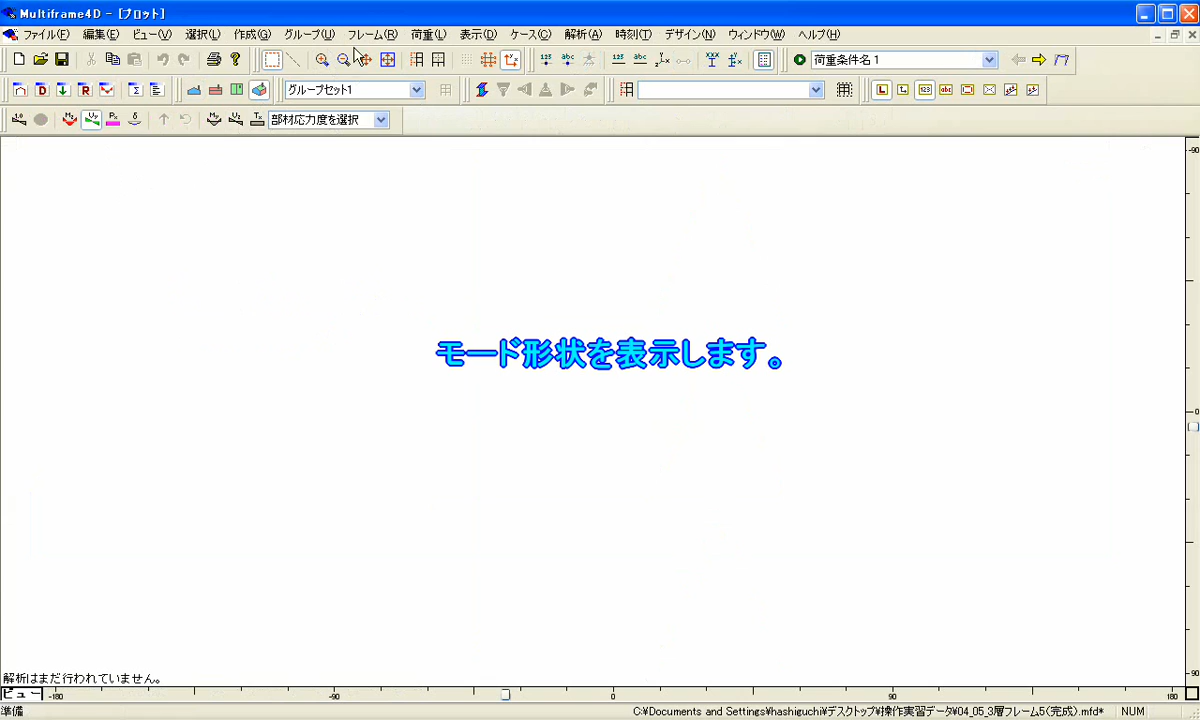 Multiframe4D - [プロット]
ファイル(F) 編集(E) ビュー(V) 選択(L) 作成(G) グループ(U) フレーム(R) 荷重(L) 表示(D) ケース(C) 解析(A) 時刻(T) デザイン(N) ウィンドウ(W) ヘルプ(H)
荷重条件名 1
グループセット1
部材応力度を選択
モード形状を表示します。
解析はまだ行われていません。
ビュー -180 -90 0 90 180
-90
-0
-90
準備 C:¥Documents and Settings¥hashiguchi¥デスクトップ¥操作実習データ¥04_05_3層フレーム5(完成).mfd* NUM